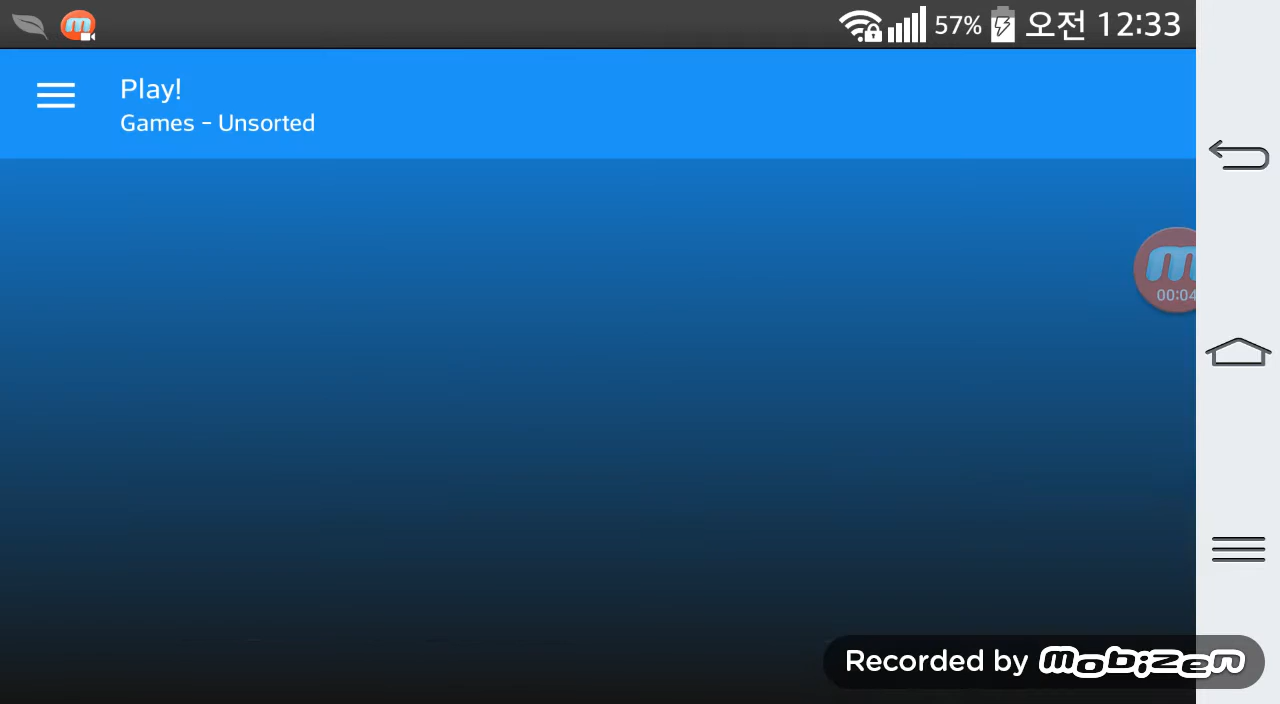 57% 오전 12:33
Play!
Games - Unsorted
00:04
Recorded by mobizen